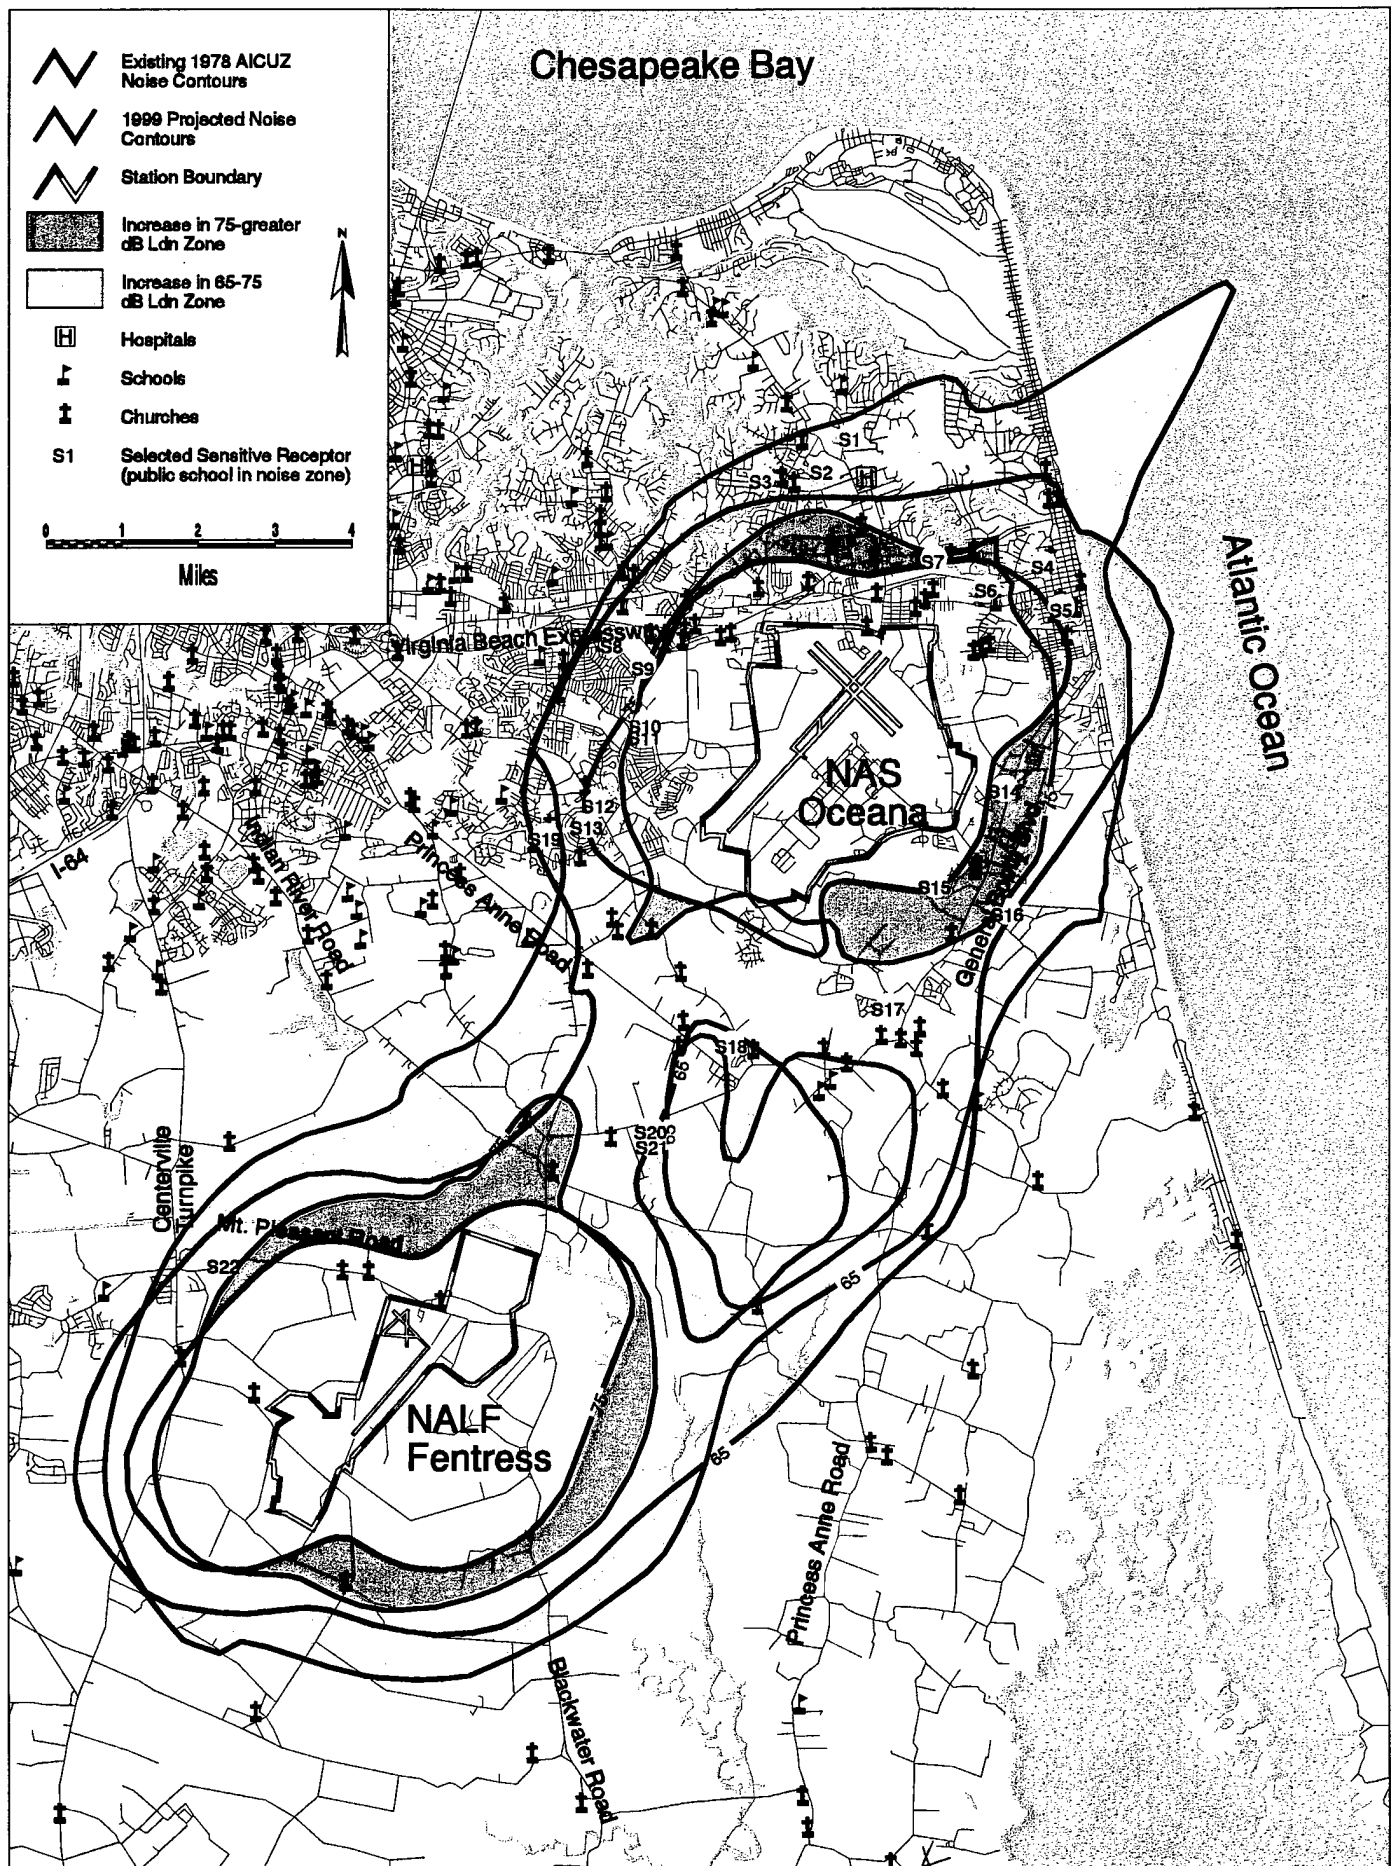 Existing 1978 AICUZ
Noise Contours
1999 Projected Noise
Contours
Station Boundary
Increase in 75-greater
dB Ldn Zone
Increase in 65-75
dB Ldn Zone
H
Hospitals
Schools
Churches
S1
Selected Sensitive Receptor
(public school in noise zone)
N
0 1 2 3 4
Miles
Chesapeake Bay
Atlantic Ocean
S1
S2
S3
H
H
S7
S4
S6
S5
Virginia Beach
S8
S9
S10
S11
NAS
Oceana
S14
75
S12
S13
S19
I-64
Indian River Road
Princess Anne Road
S15
S16
General
S17
S18
65
S20
65
S21
Centerville
Turnpike
Mt. Pleasant Road
S22
65
75
NALF
Fentress
65
Princess Anne Road
Blackwater Road